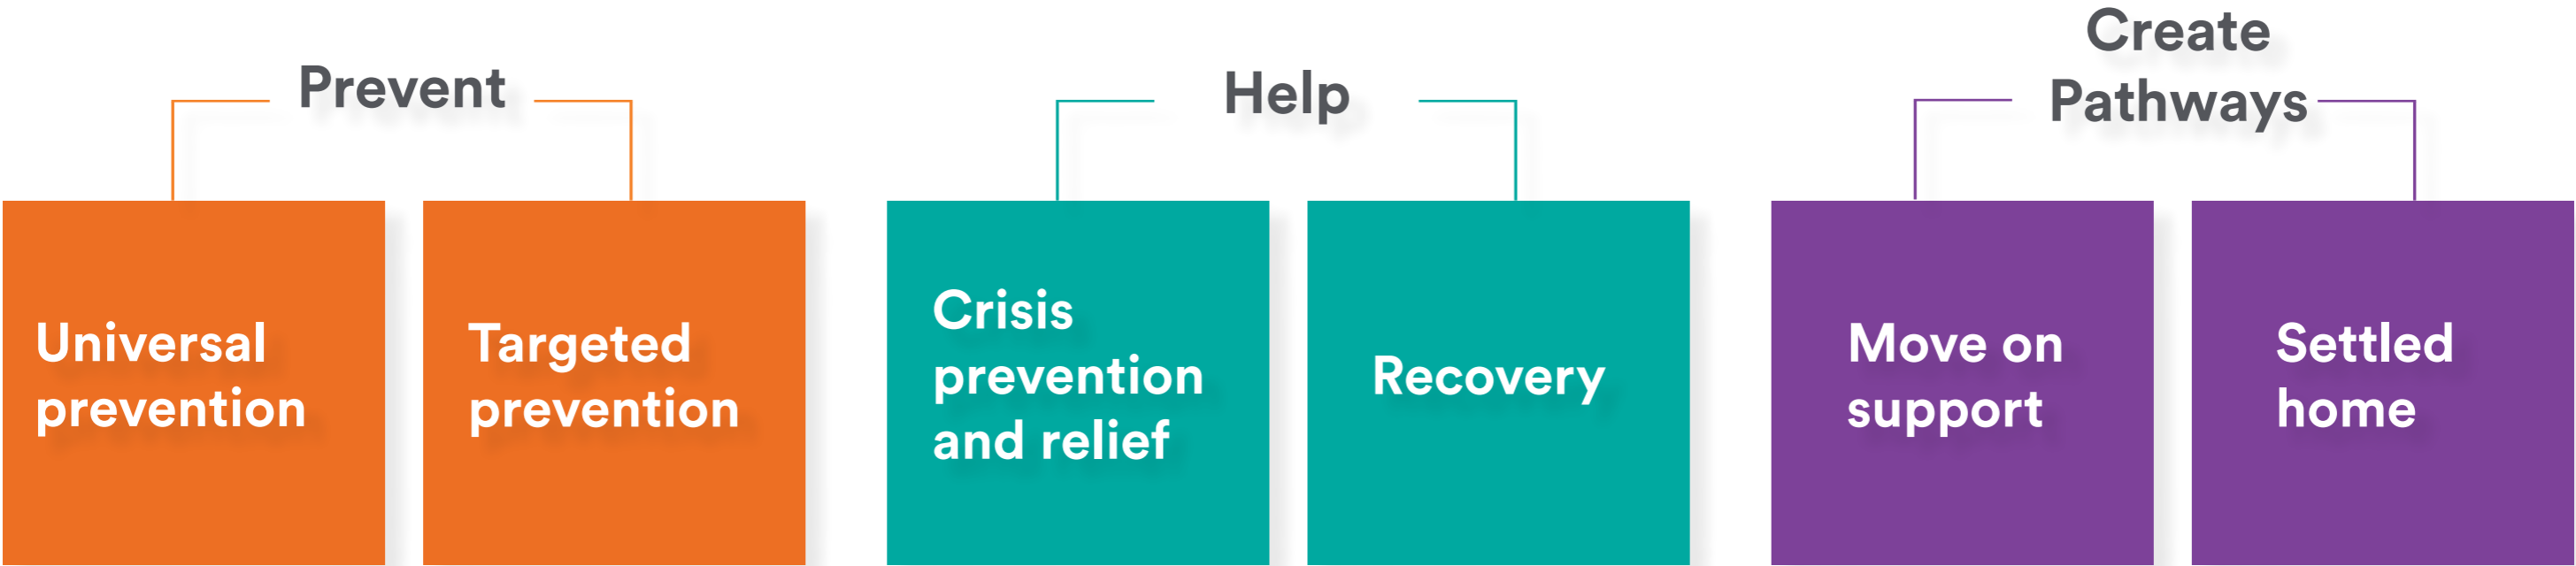 Prevent
Universal
prevention
Targeted
prevention
Help
Crisis
prevention
and relief
Recovery
Create
Pathways
Move on
support
Settled
home